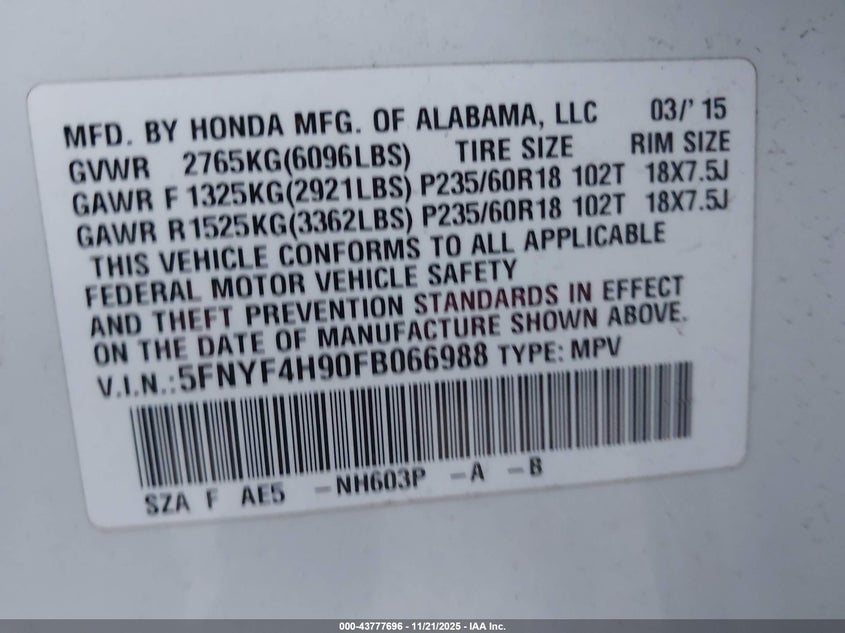 MFD. BY HONDA MFG. OF ALABAMA, LLC 03/' 15
GVWR 2765KG(6096LBS) TIRE SIZE RIM SIZE
GAWR F 1325KG(2921LBS) P235/60R18 102T 18X7.5J
GAWR R1525KG(3362LBS) P235/60R18 102T 18X7.5J
THIS VEHICLE CONFORMS TO ALL APPLICABLE
FEDERAL MOTOR VEHICLE SAFETY
AND THEFT PREVENTION STANDARDS IN EFFECT
ON THE DATE OF MANUFACTURE SHOWN ABOVE.
V.I.N.:5FNYF4H90FB066988 TYPE: MPV
SZA F AE5 -NH603P -A -B
000-43777696 - 11/21/2025 - IAA Inc.